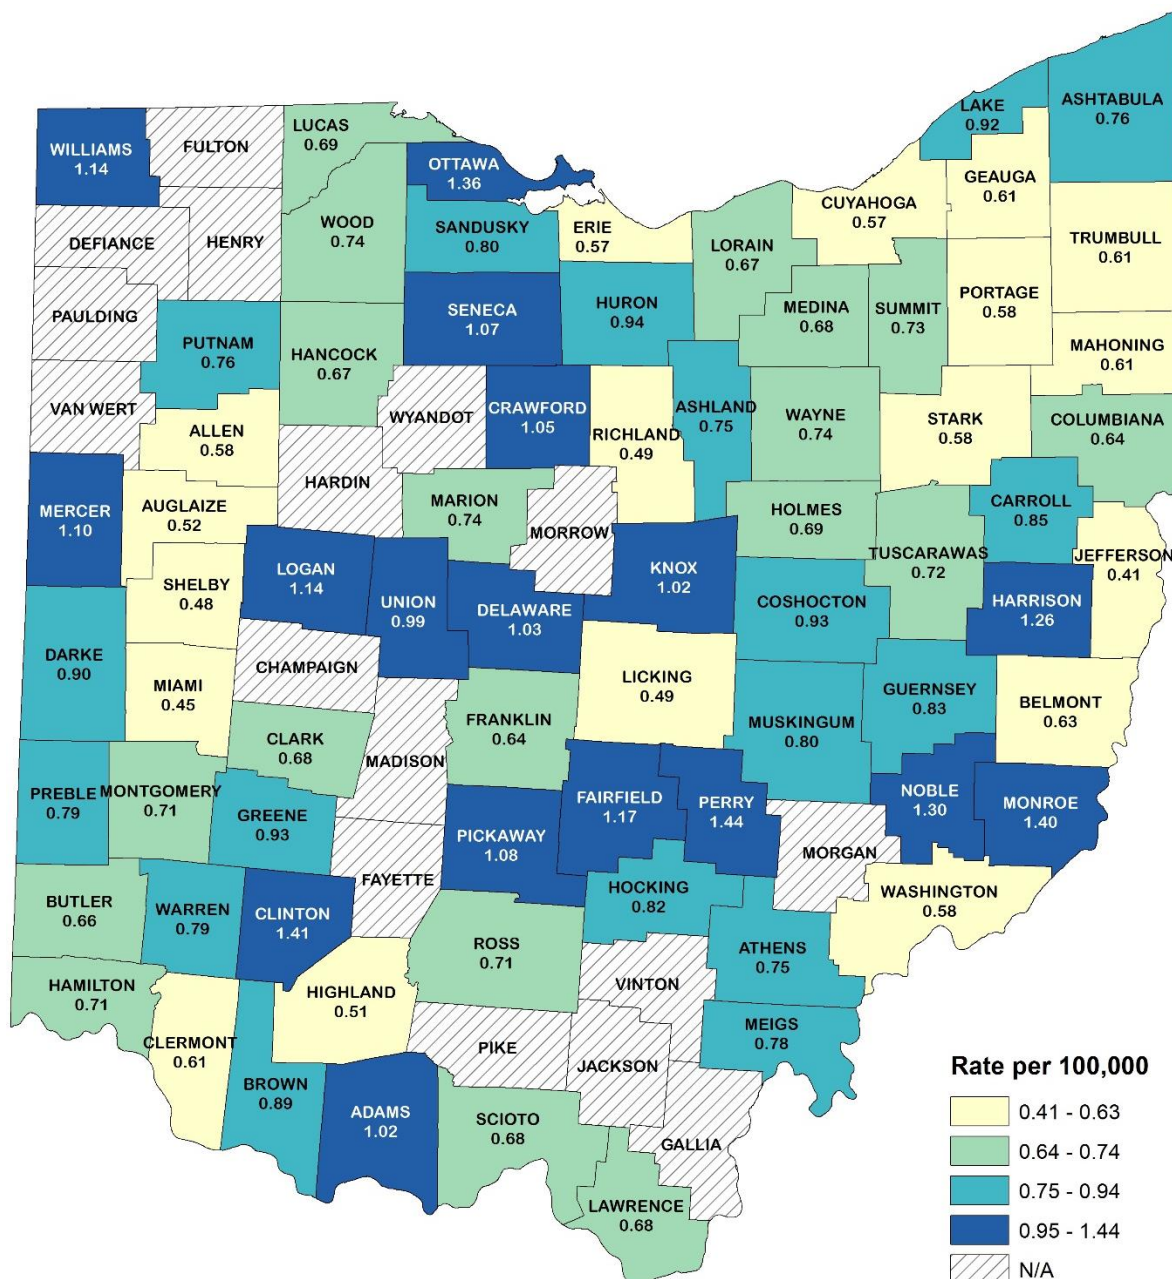 LAKE
0.92
ASHTABULA
0.76
WILLIAMS
1.14
FULTON
LUCAS
0.69
OTTAWA
1.36
GEAUGA
0.61
CUYAHOGA
0.57
DEFIANCE
HENRY
WOOD
0.74
SANDUSKY
0.80
ERIE
0.57
LORAIN
0.67
TRUMBULL
0.61
PAULDING
PUTNAM
0.76
HANCOCK
0.67
SENECA
1.07
HURON
0.94
MEDINA
0.68
SUMMIT
0.73
PORTAGE
0.58
MAHONING
0.61
VAN WERT
ALLEN
0.58
WYANDOT
CRAWFORD
1.05
RICHLAND
0.49
ASHLAND
0.75
WAYNE
0.74
STARK
0.58
COLUMBIANA
0.64
MERCER
1.10
AUGLAIZE
0.52
HARDIN
MARION
0.74
MORROW
HOLMES
0.69
TUSCARAWAS
0.72
CARROLL
0.85
JEFFERSON
0.41
SHELBY
0.48
LOGAN
1.14
UNION
0.99
DELAWARE
1.03
KNOX
1.02
COSHOCTON
0.93
HARRISON
1.26
DARKE
0.90
MIAMI
0.45
CHAMPAIGN
LICKING
0.49
GUERNSEY
0.83
BELMONT
0.63
CLARK
0.68
MADISON
FRANKLIN
0.64
MUSKINGUM
0.80
PREBLE
0.79
MONTGOMERY
0.71
GREENE
0.93
PICKAWAY
1.08
FAIRFIELD
1.17
PERRY
1.44
NOBLE
1.30
MONROE
1.40
FAYETTE
MORGAN
BUTLER
0.66
WARREN
0.79
CLINTON
1.41
HOCKING
0.82
WASHINGTON
0.58
ROSS
0.71
ATHENS
0.75
HAMILTON
0.71
HIGHLAND
0.51
VINTON
CLERMONT
0.61
PIKE
JACKSON
MEIGS
0.78
BROWN
0.89
ADAMS
1.02
SCIOTO
0.68
GALLIA
LAWRENCE
0.68
Rate per 100,000
0.41 - 0.63
0.64 - 0.74
0.75 - 0.94
0.95 - 1.44
N/A